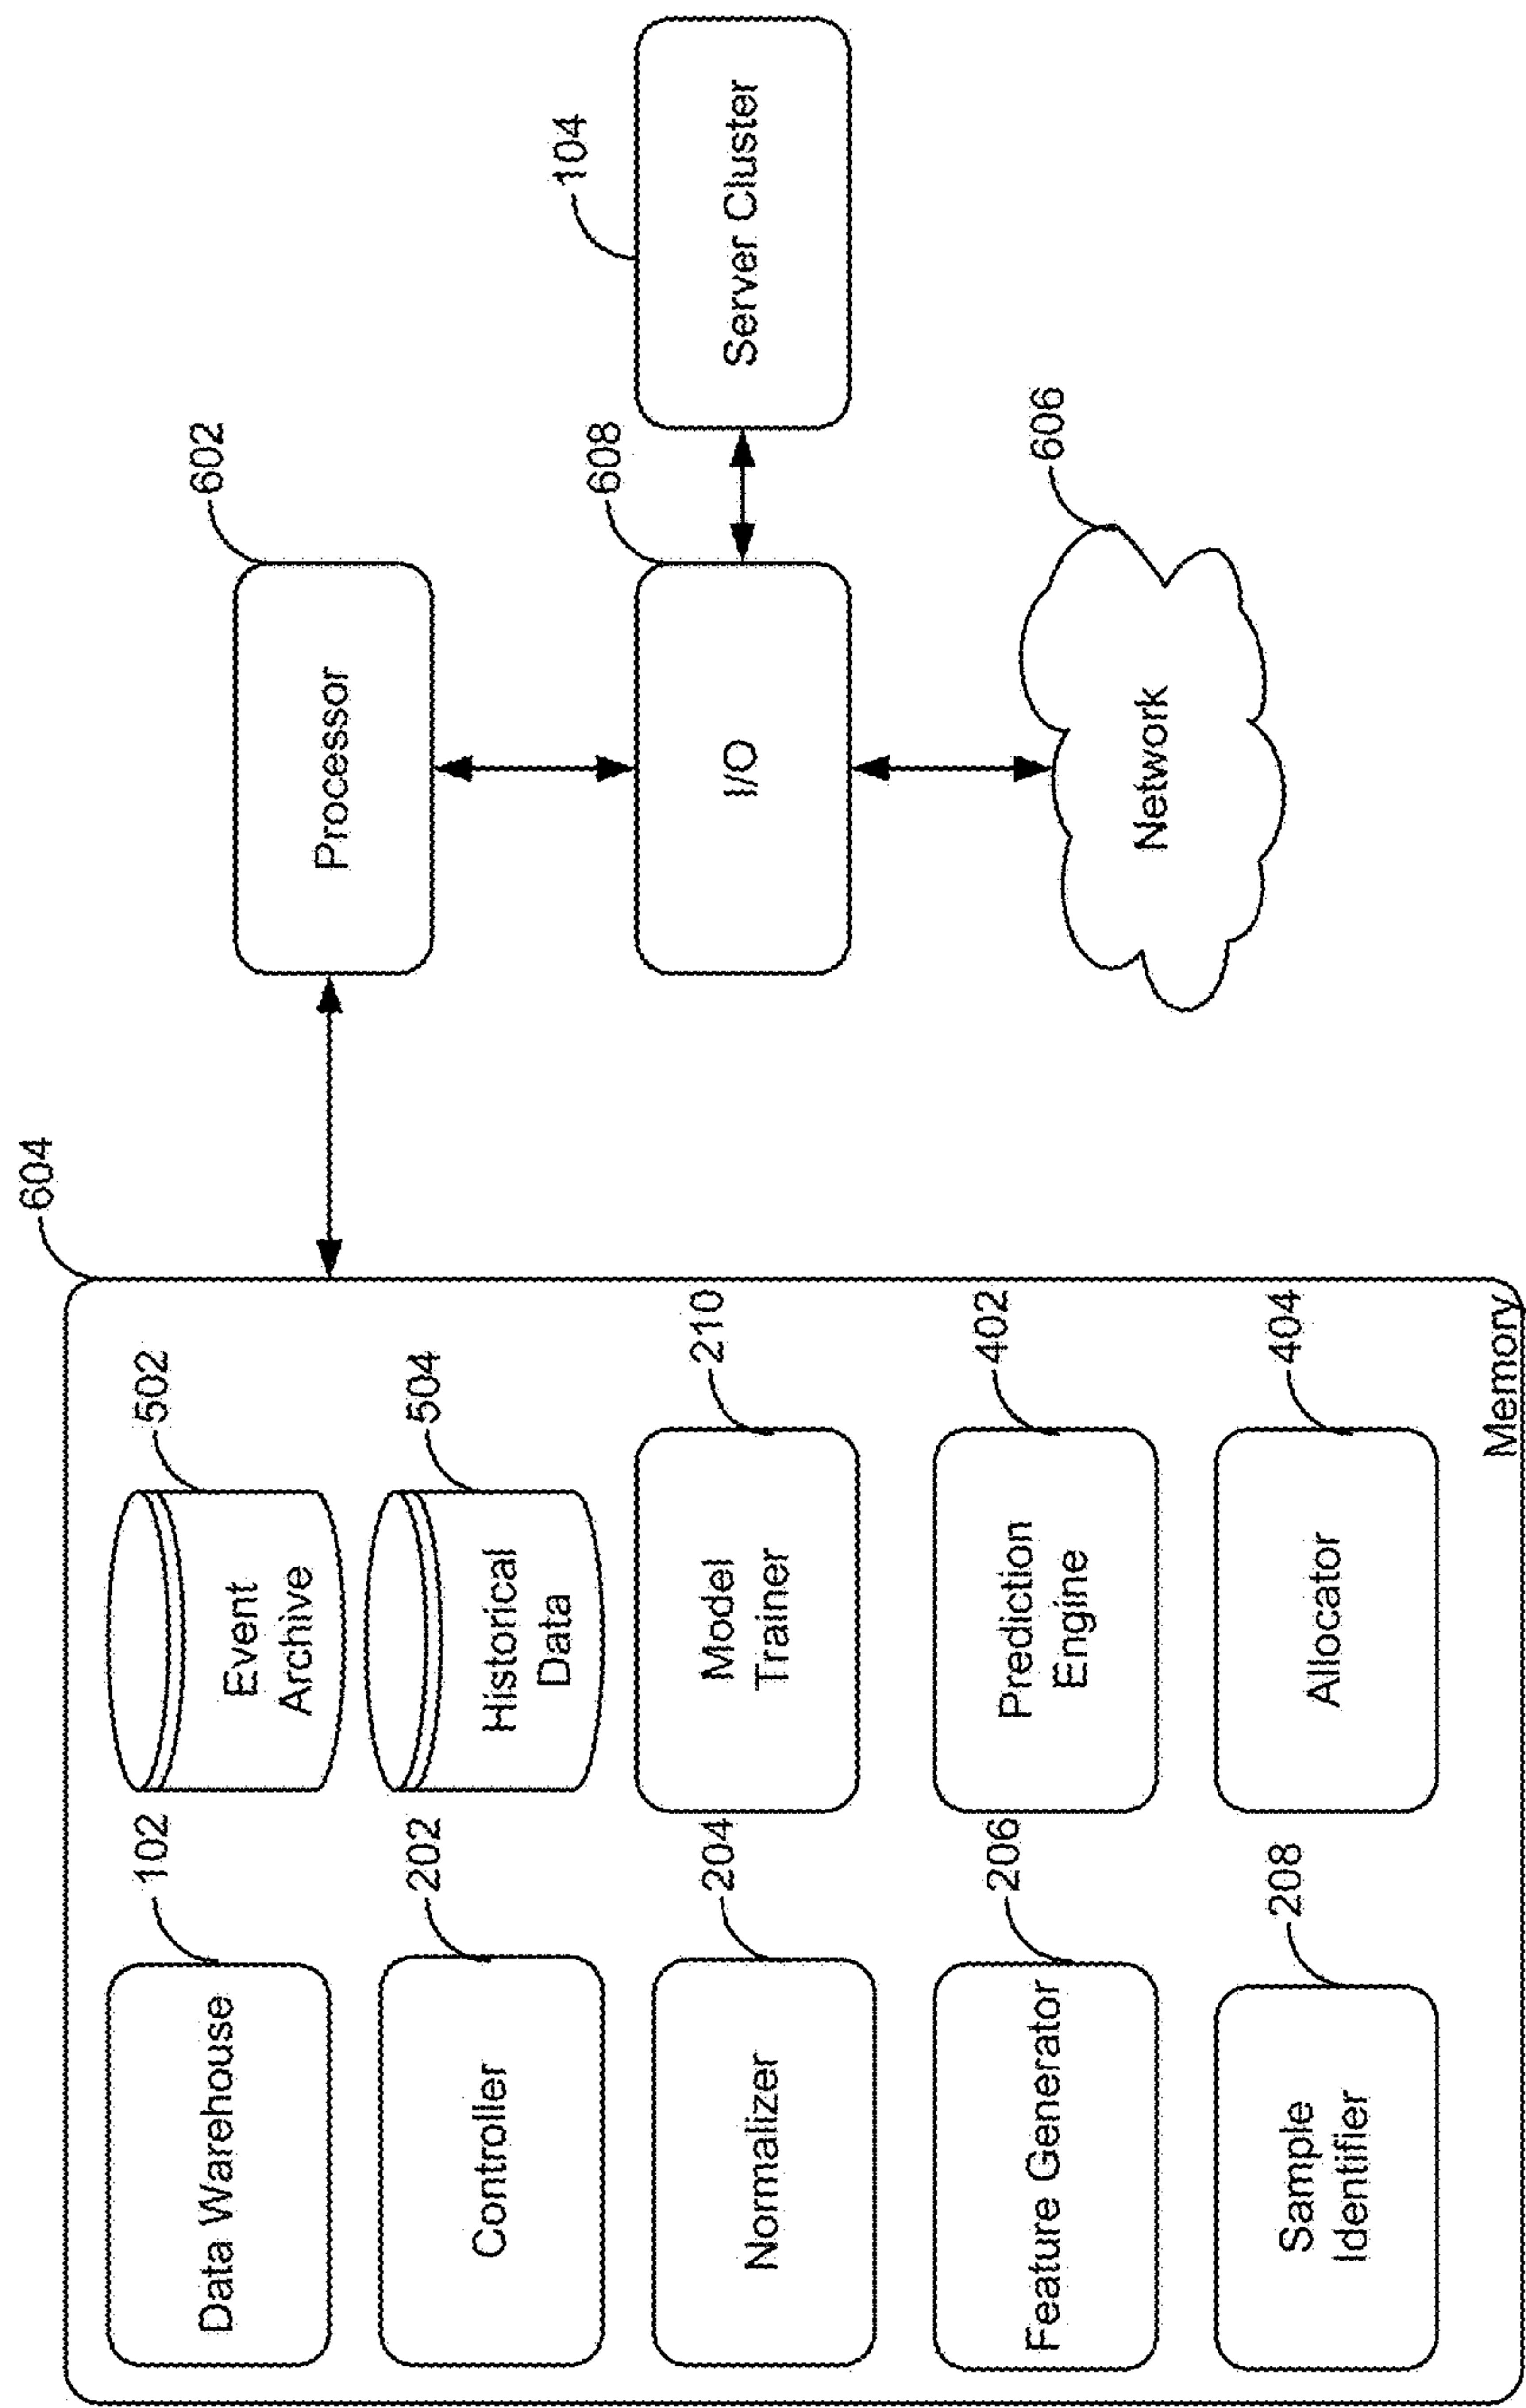 604
102
Data Warehouse
502
Event
Archive
202
Controller
504
Historical
Data
204
Normalizer
210
Model
Trainer
206
Feature Generator
402
Prediction
Engine
208
Sample
Identifier
404
Allocator
Memory
602
Processor
608
I/O
104
Server Cluster
606
Network